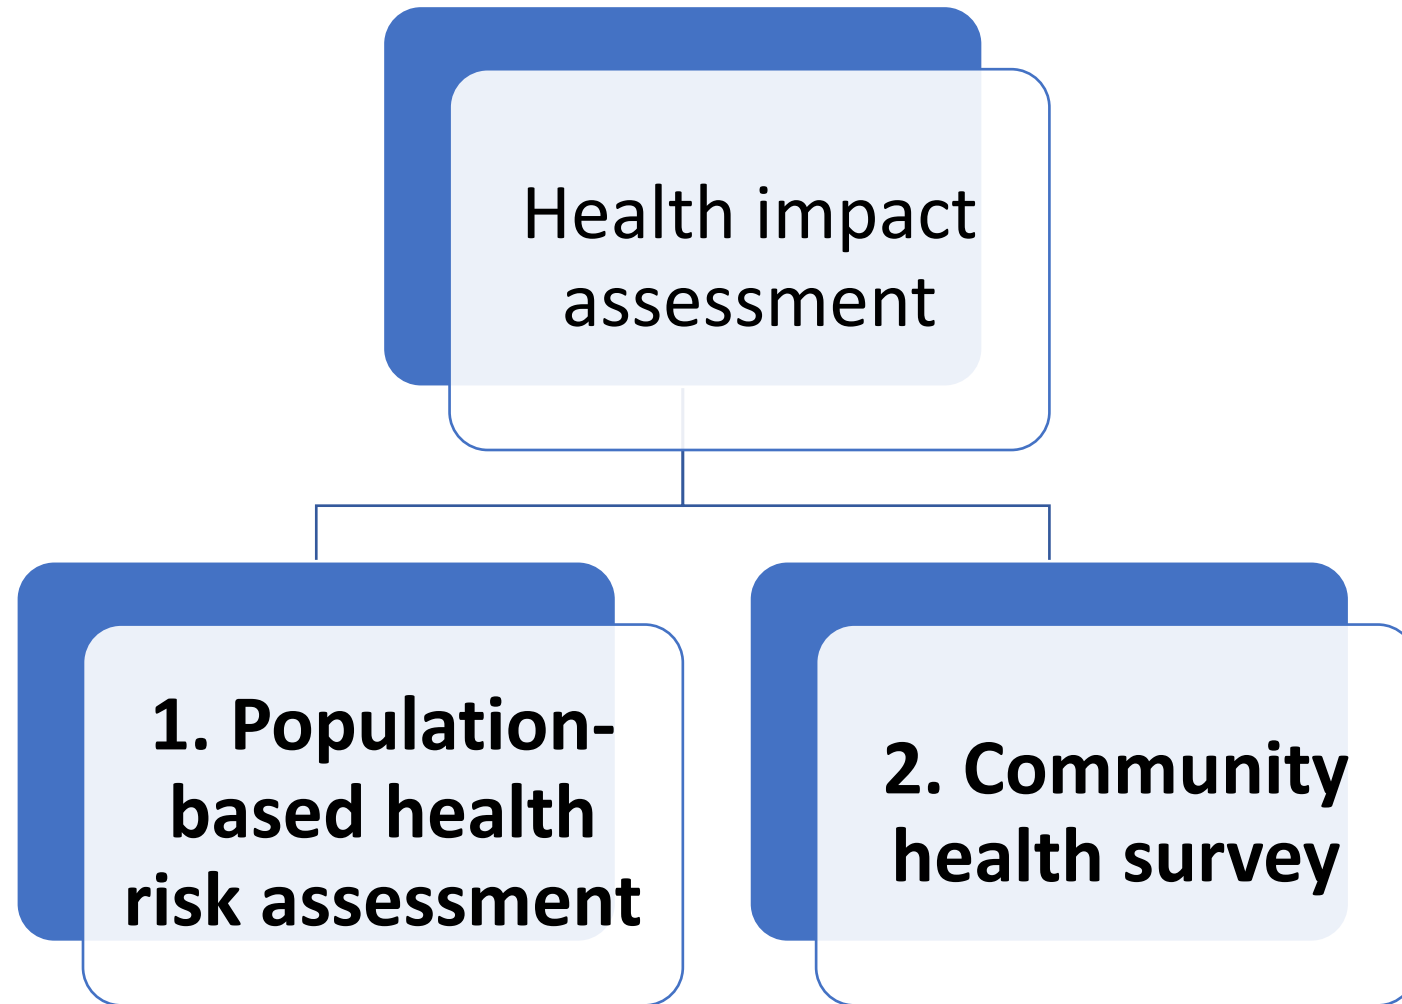 Health impact
assessment
1. Population-
based health
risk assessment
2. Community
health survey